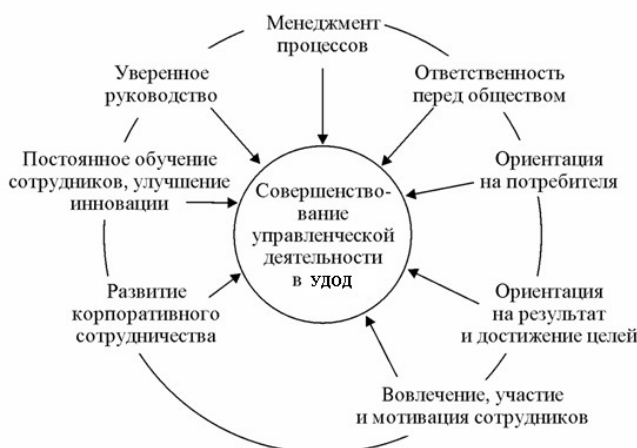 Менеджмент
процессов
Уверенное
руководство
Ответственность
перед обществом
Постоянное обучение
сотрудников, улучшение
инновации
Ориентация
на потребителя
Совершенство-
вание
управленческой
деятельности
в УДОД
Развитие
корпоративного
сотрудничества
Ориентация
на результат
и достижение целей
Вовлечение, участие
и мотивация сотрудников